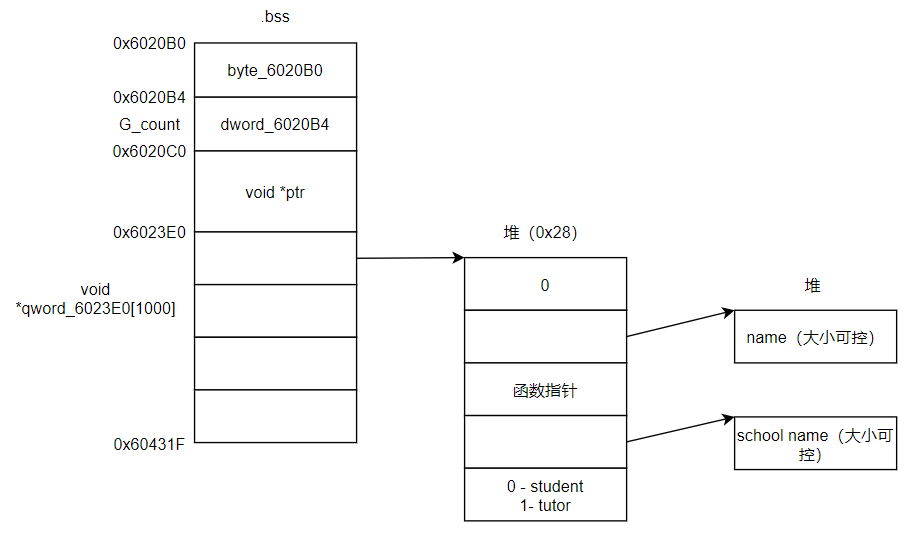 .bss
0x6020B0
byte_6020B0
0x6020B4
G_count
dword_6020B4
0x6020C0
void *ptr
0x6023E0
void
*qword_6023E0[1000]
0x60431F
堆（0x28）
0
函数指针
0 - student
1- tutor
堆
name（大小可控）
school name（大小可
控）